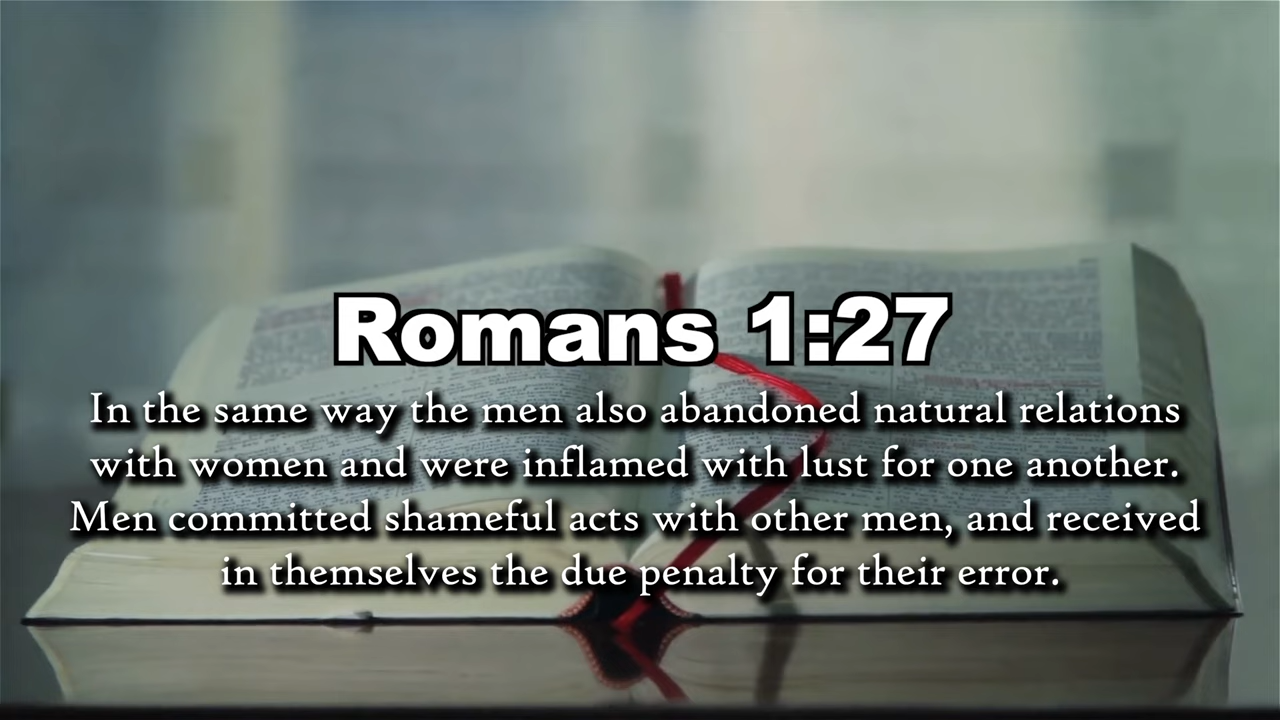 Romans 1:27
In the same way the men also abandoned natural relations
with women and were inflamed with lust for one another.
Men committed shameful acts with other men, and received
in themselves the due penalty for their error.